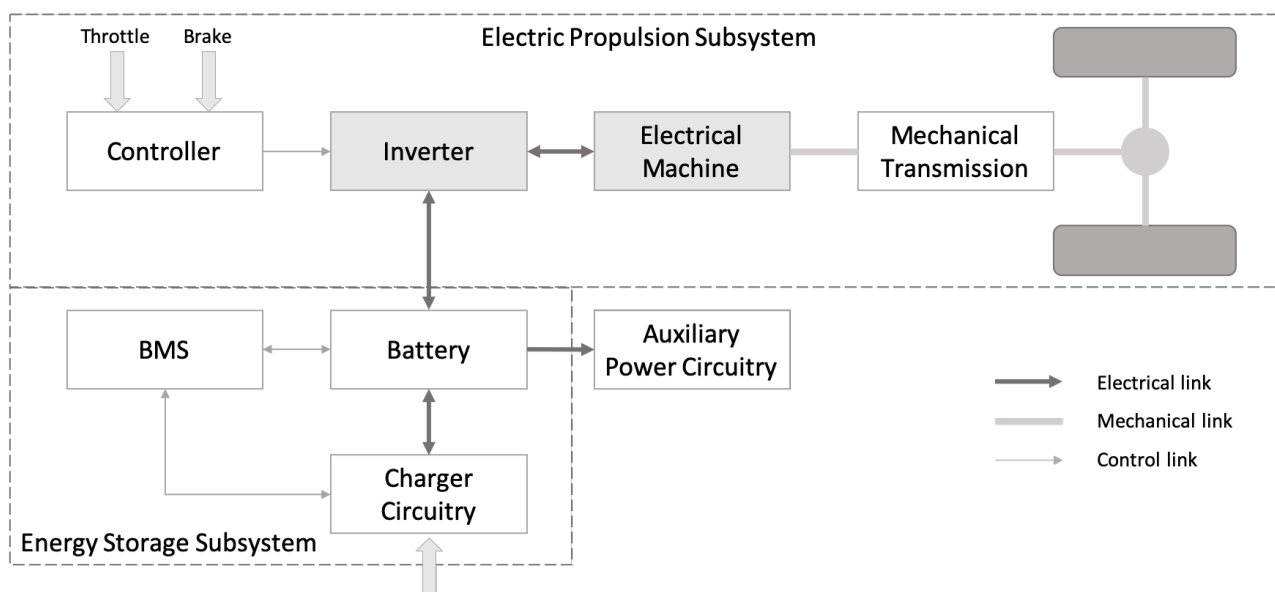 Throttle
Brake
Electric Propulsion Subsystem
Controller
Inverter
Electrical
Machine
Mechanical
Transmission
BMS
Battery
Auxiliary
Power Circuitry
Electrical link
Mechanical link
Control link
Charger
Circuitry
Energy Storage Subsystem